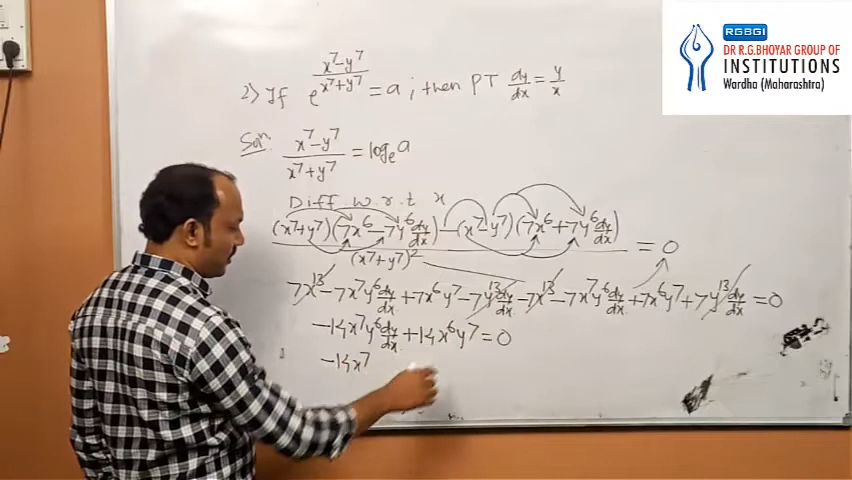 RGBGI
DR R.G.BHOYAR GROUP OF
INSTITUTIONS
Wardha (Maharashtra)
2) If e^((x^7-y^7)/(x^7+y^7)) = a ; then PT dy/dx = y/x
Soln. (x^7-y^7)/(x^7+y^7) = log_e a
Diff w.r.t x
((x^7+y^7)(7x^6-7y^6 dy/dx)-(x^7-y^7)(7x^6+7y^6 dy/dx))/(x^7+y^7)^2 = 0
7x^13-7x^7y^6 dy/dx+7x^6y^7-7y^13 dy/dx-7x^13-7x^7y^6 dy/dx+7x^6y^7+7y^13 dy/dx=0
-14x^7y^6 dy/dx+14x^6y^7=0
-14x^7